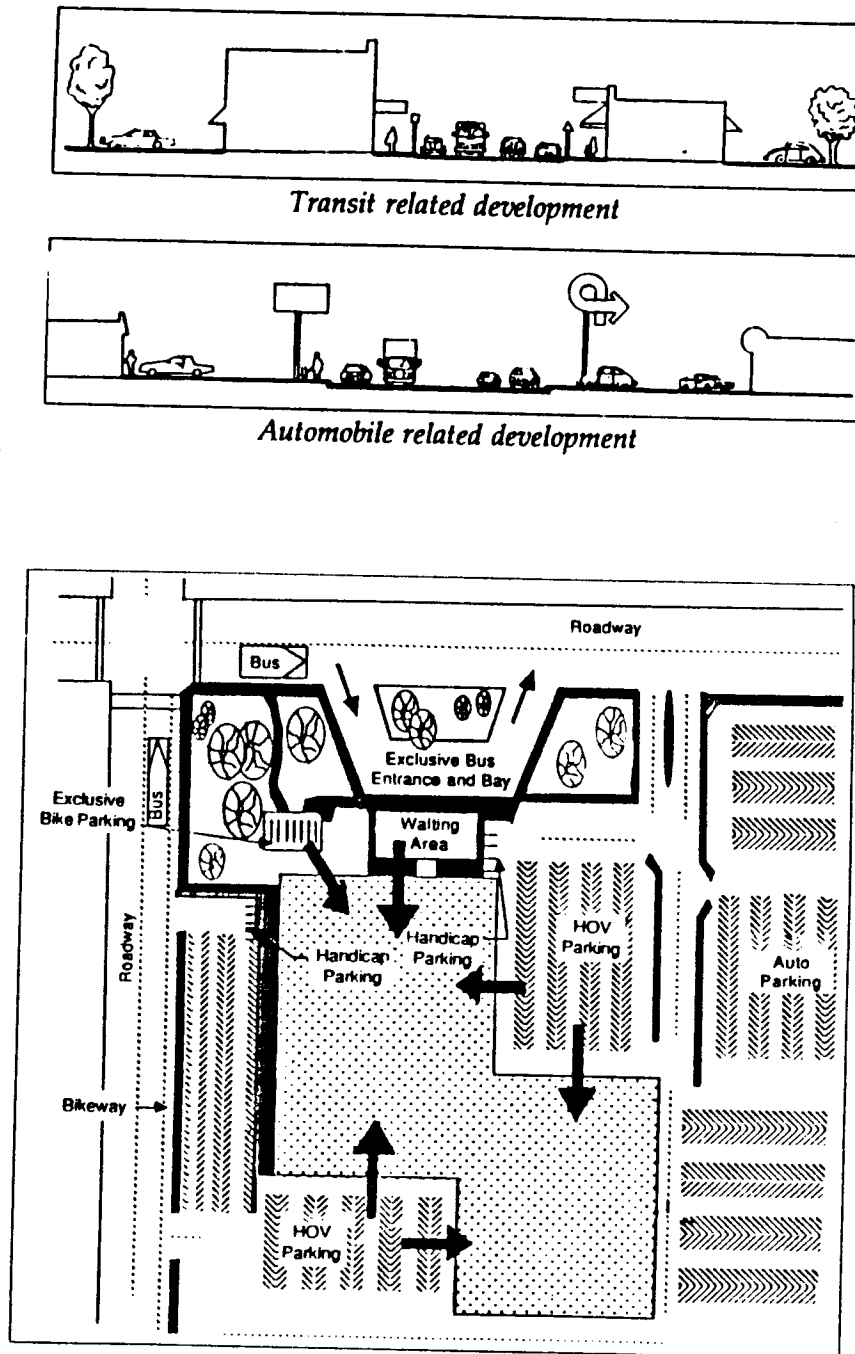 Transit related development
Automobile related development
Roadway
Bus
Exclusive Bus
Entrance and Bay
Exclusive
Bike Parking
Bus
Waiting
Area
Handicap
Parking
Handicap
Parking
HOV
Parking
Auto
Parking
Roadway
Bikeway
HOV
Parking